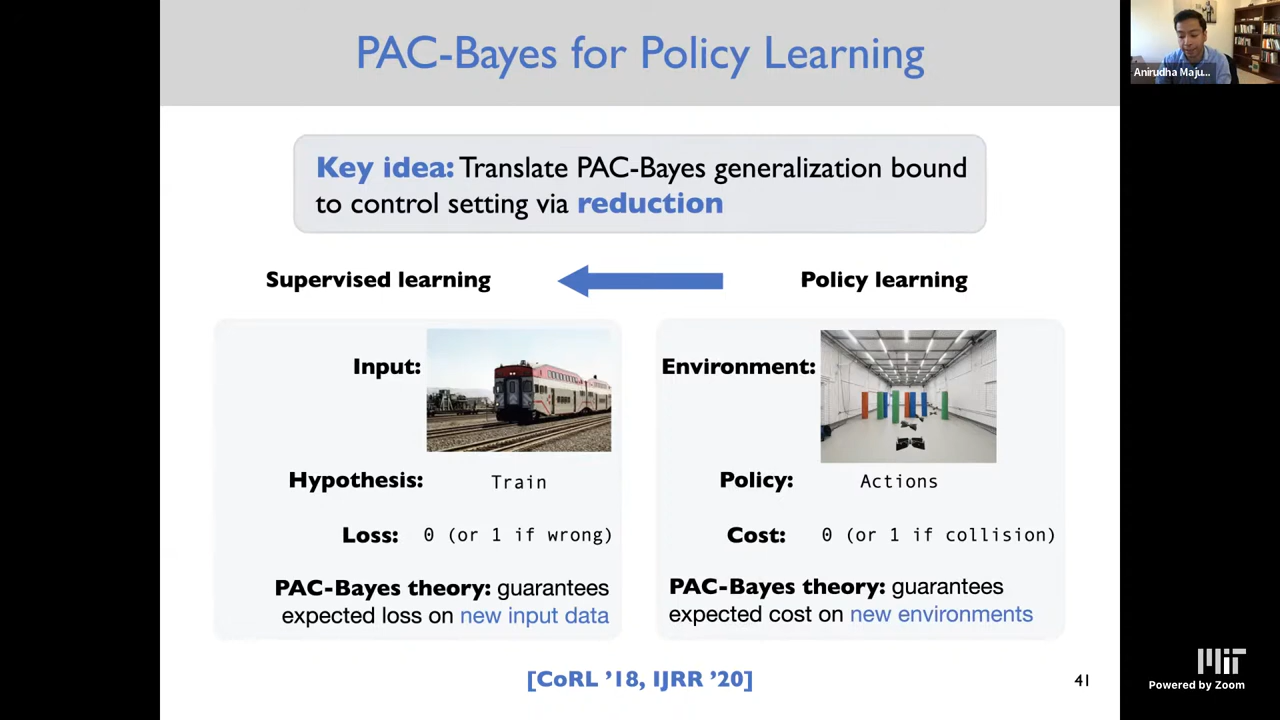 PAC-Bayes for Policy Learning
Anirudha Maju...
Key idea: Translate PAC-Bayes generalization bound
to control setting via reduction
Supervised learning
Policy learning
Input:
Hypothesis: Train
Loss: 0 (or 1 if wrong)
PAC-Bayes theory: guarantees
expected loss on new input data
Environment:
Policy: Actions
Cost: 0 (or 1 if collision)
PAC-Bayes theory: guarantees
expected cost on new environments
[CoRL ’18, IJRR ’20]
41
MIT
Powered by Zoom